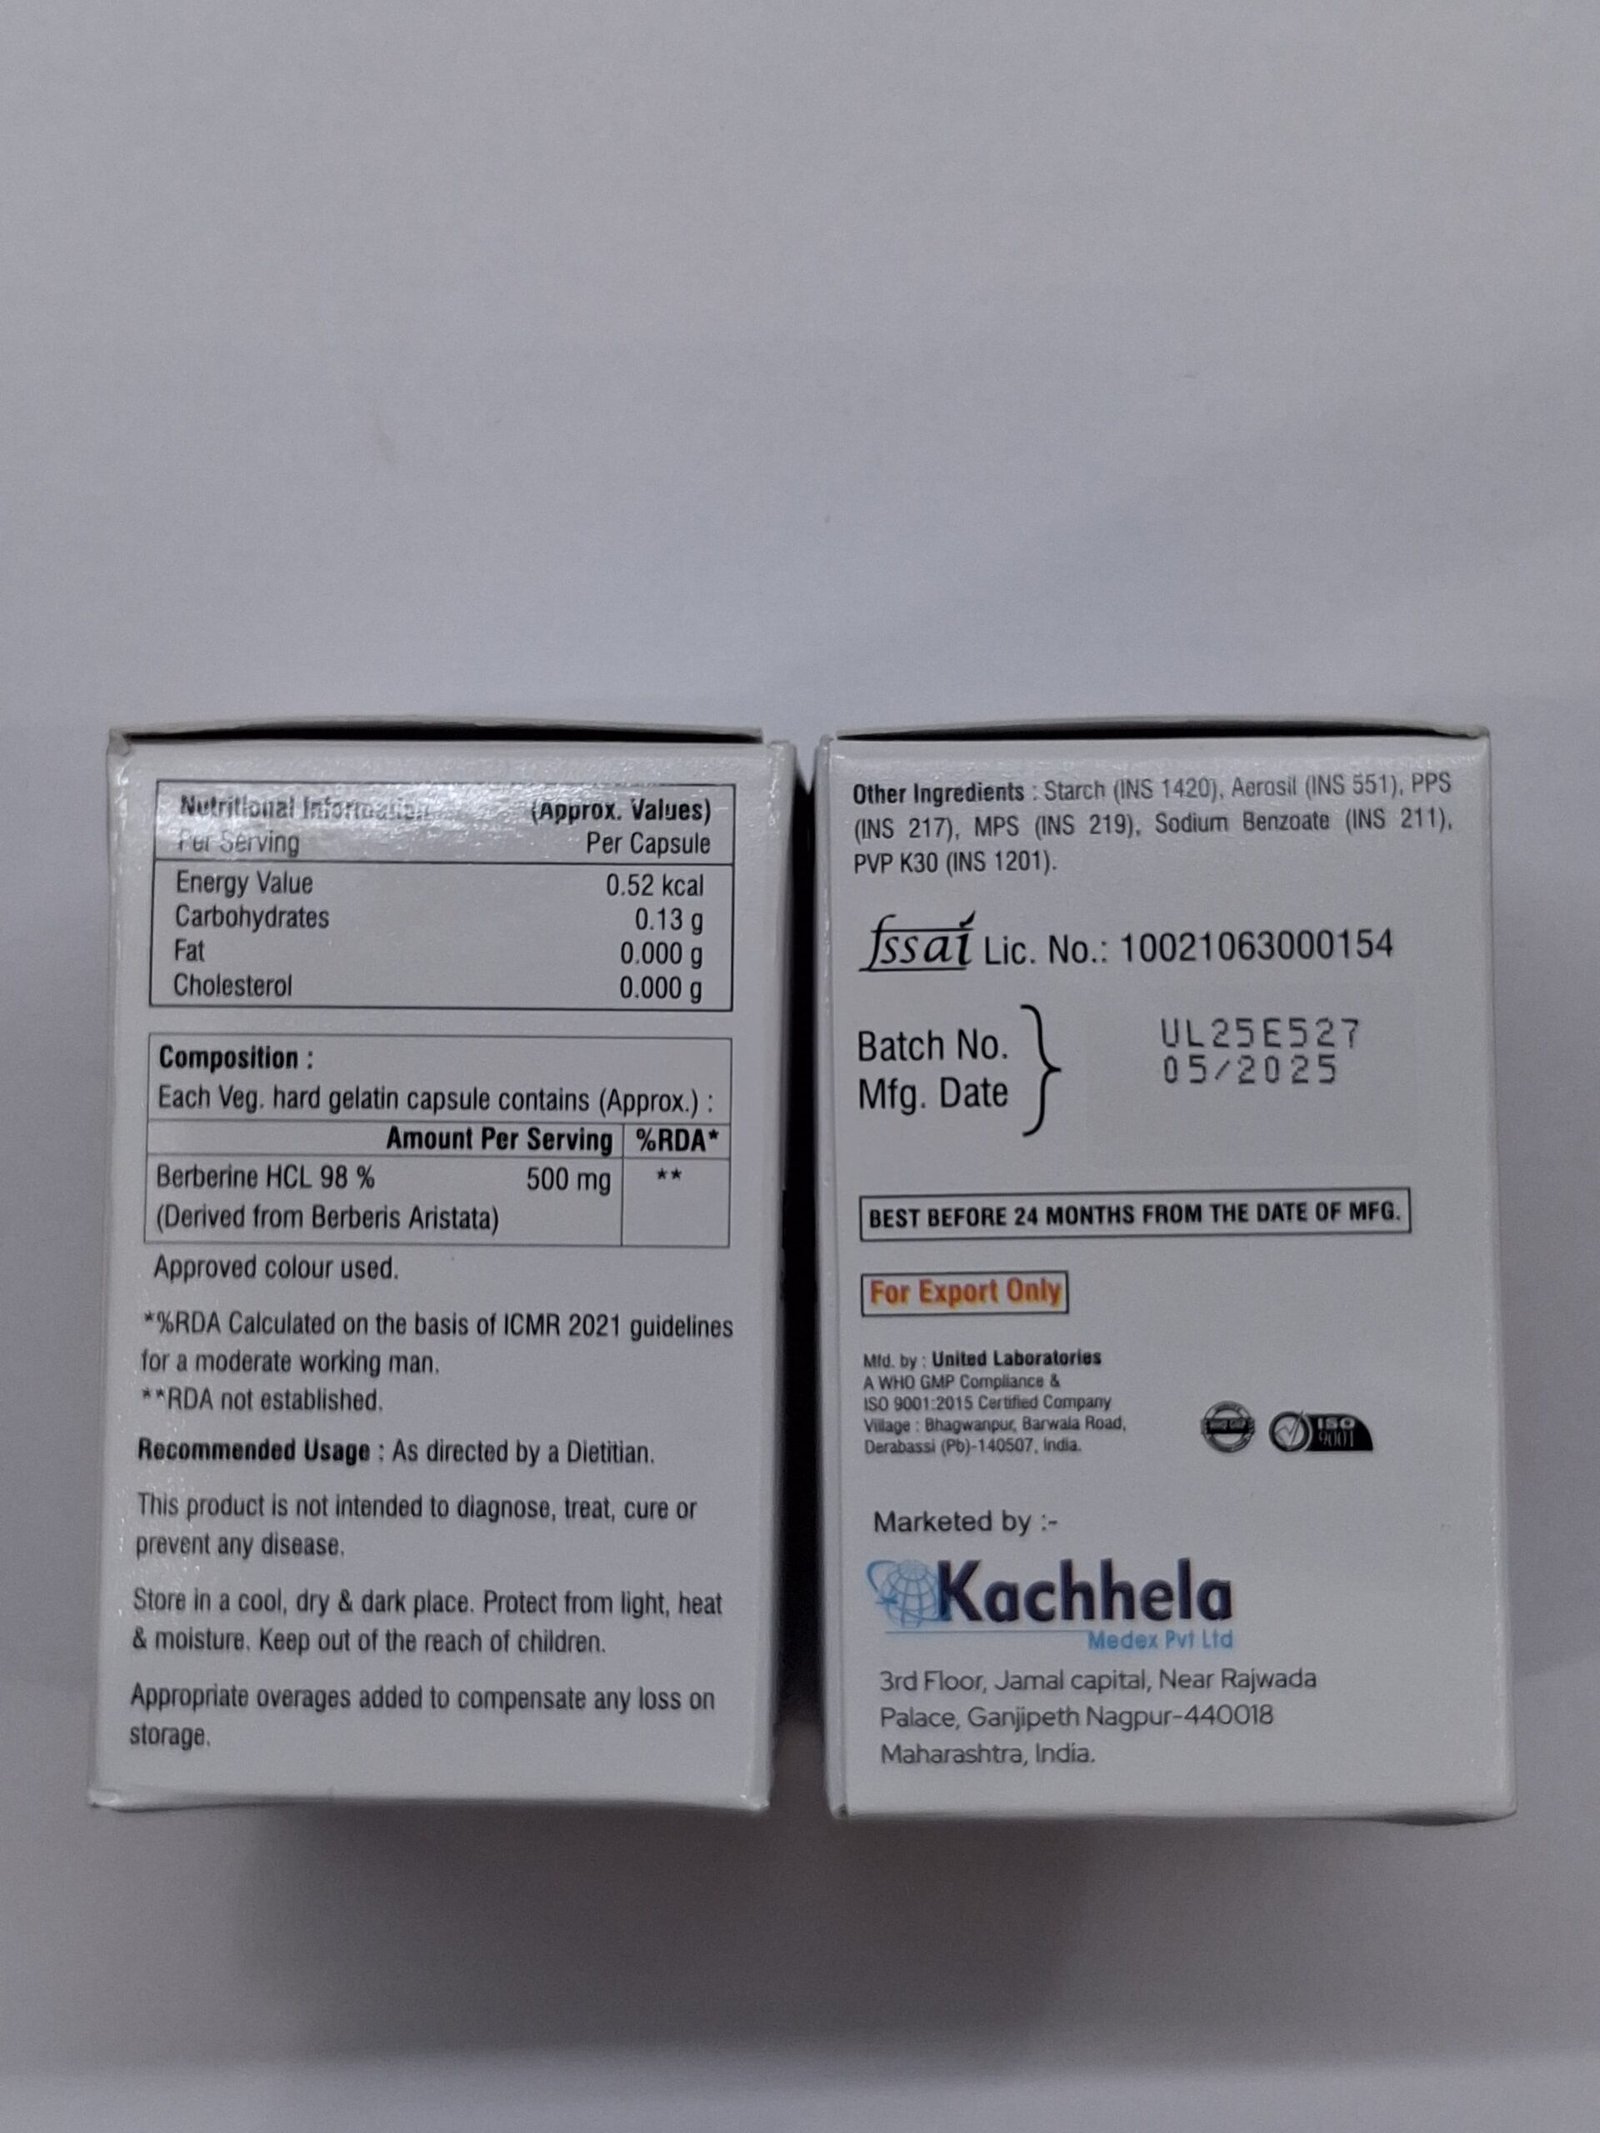 Nutritional Information (Approx. Values)
Per Serving Per Capsule
Energy Value 0.52 kcal
Carbohydrates 0.13 g
Fat 0.000 g
Cholesterol 0.000 g
Composition :
Each Veg. hard gelatin capsule contains (Approx.) :
Amount Per Serving %RDA*
Berberine HCL 98 % 500 mg **
(Derived from Berberis Aristata)
Approved colour used.
*%RDA Calculated on the basis of ICMR 2021 guidelines
for a moderate working man.
**RDA not established.
Recommended Usage : As directed by a Dietitian.
This product is not intended to diagnose, treat, cure or
prevent any disease.
Store in a cool, dry & dark place. Protect from light, heat
& moisture. Keep out of the reach of children.
Appropriate overages added to compensate any loss on
storage.
Other Ingredients : Starch (INS 1420), Aerosil (INS 551), PPS
(INS 217), MPS (INS 219), Sodium Benzoate (INS 211),
PVP K30 (INS 1201).
fssai Lic. No.: 10021063000154
Batch No. UL25E527
Mfg. Date 05/2025
BEST BEFORE 24 MONTHS FROM THE DATE OF MFG.
For Export Only
Mfd. by : United Laboratories
A WHO GMP Compliance &
ISO 9001:2015 Certified Company
Village : Bhagwanpur, Barwala Road,
Derabassi (Pb)-140507, India.
ISO
9001
Marketed by :-
Kachhela
Medex Pvt Ltd
3rd Floor, Jamal capital, Near Rajwada
Palace, Ganjipeth Nagpur-440018
Maharashtra, India.